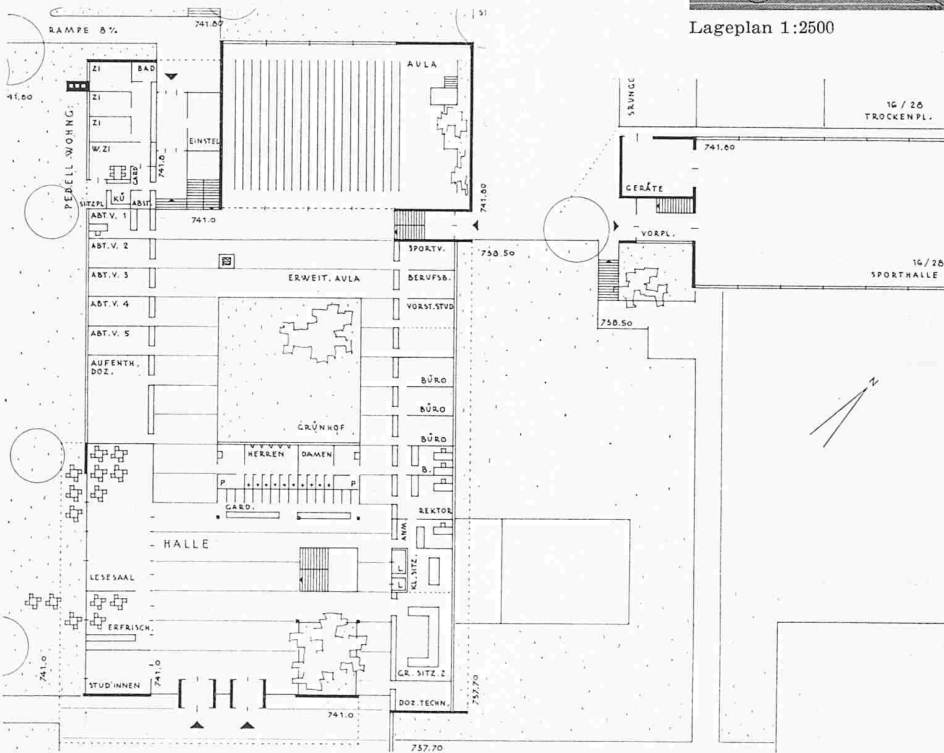 Lageplan 1:2500
RAMPE 8%
741.80
ZI
BAD
ZI
ZI
W.ZI
GARD
SITZPL
KÜ
ABST.
PEDELL-WOHNG:
741.8
EINSTEL
741.0
AULA
741.80
ABT.V. 1
ABT.V. 2
ABT.V. 3
ABT.V. 4
ABT.V. 5
AUFENTH.
DOZ.
ERWEIT. AULA
GRÜNHOF
SPORTV.
BERUFSB.
VORST.STUD
BÜRO
BÜRO
BÜRO
B.
REKTOR
ANM.
KL.SITZ.
L
L
GR.SITZ.Z
DOZ.TECHN.
HERREN
DAMEN
P
P
GARD.
HALLE
LESESAAL
ERFRISCH.
STUD'INNEN
741.0
741.0
741.0
737.70
737.70
738.50
738.50
16/28
TROCKENPL.
741.80
GERÄTE
VORPL.
16/28
SPORTHALLE
N